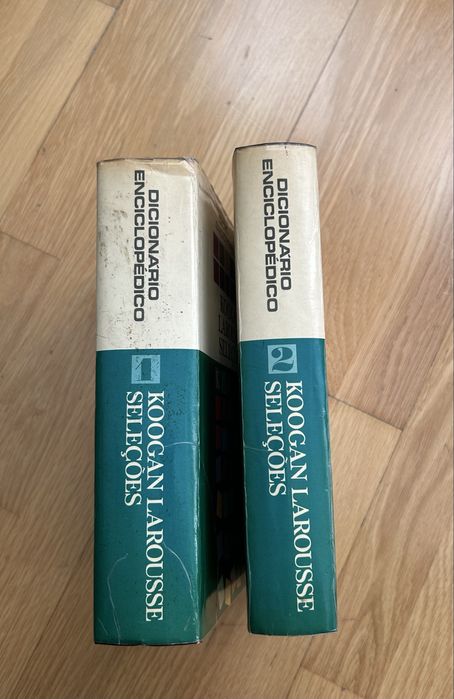 DICIONÁRIO
ENCICLOPÉDICO
1
KOOGAN LAROUSSE
SELEÇÕES
DICIONÁRIO
ENCICLOPÉDICO
2
KOOGAN LAROUSSE
SELEÇÕES